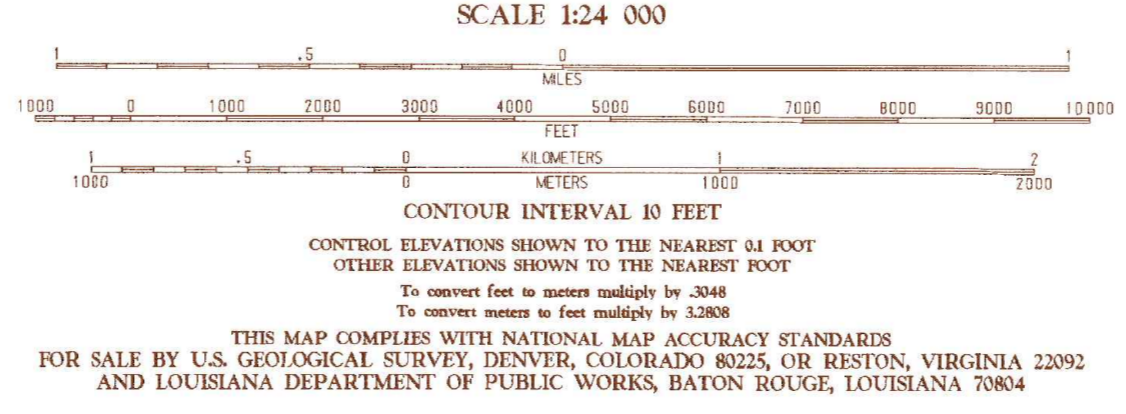 SCALE 1:24 000
1 .5 0 1
MILES
1000 0 1000 2000 3000 4000 5000 6000 7000 8000 9000 10000
FEET
1 .5 0 KILOMETERS 1 2
1000 0 METERS 1000 2000
CONTOUR INTERVAL 10 FEET
CONTROL ELEVATIONS SHOWN TO THE NEAREST 0.1 FOOT
OTHER ELEVATIONS SHOWN TO THE NEAREST FOOT
To convert feet to meters multiply by .3048
To convert meters to feet multiply by 3.2808
THIS MAP COMPLIES WITH NATIONAL MAP ACCURACY STANDARDS
FOR SALE BY U.S. GEOLOGICAL SURVEY, DENVER, COLORADO 80225, OR RESTON, VIRGINIA 22092
AND LOUISIANA DEPARTMENT OF PUBLIC WORKS, BATON ROUGE, LOUISIANA 70804